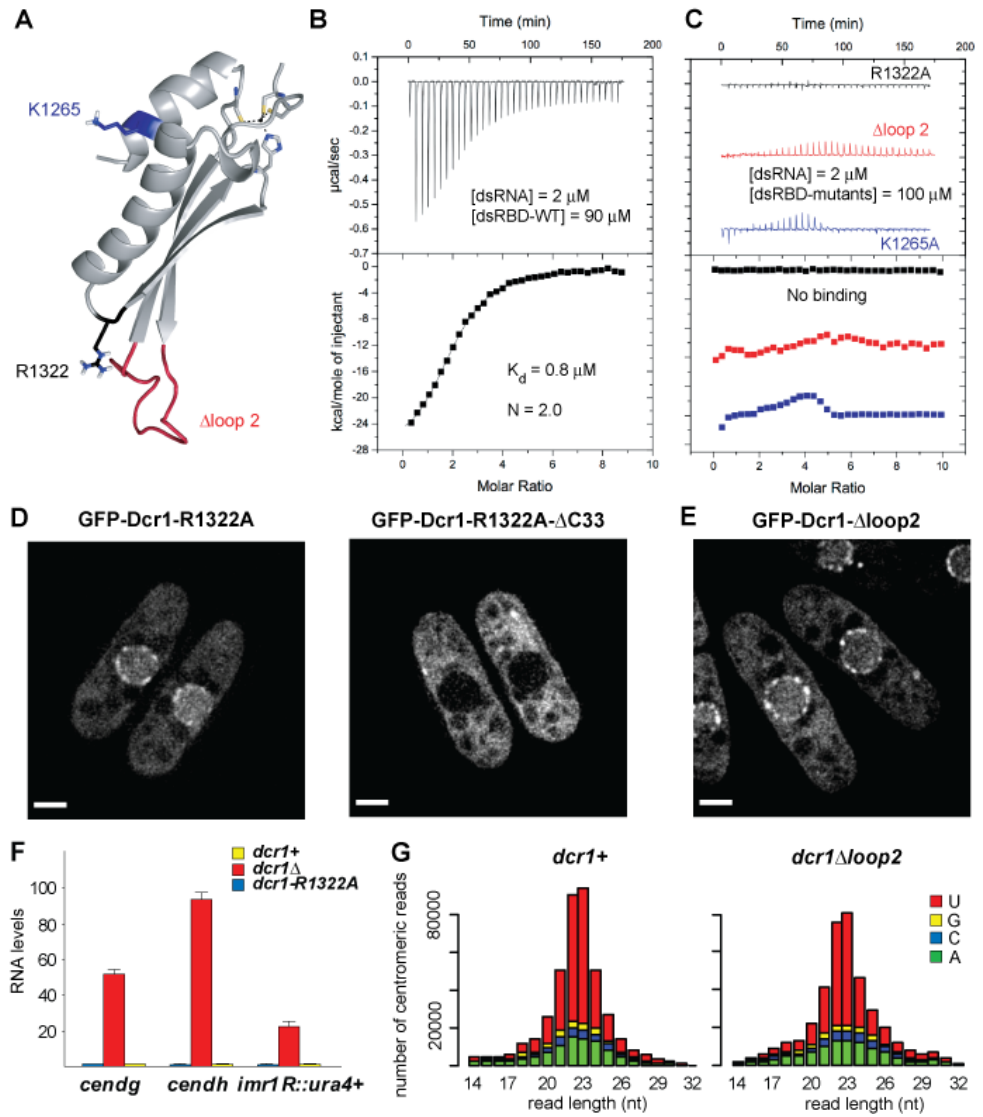 A
K1265
R1322
Δloop 2
B
Time (min)
0 50 100 150 200
0.1
0.0
-0.1
-0.2
-0.3
-0.4
-0.5
-0.6
-0.7
µcal/sec
[dsRNA] = 2 µM
[dsRBD-WT] = 90 µM
0
-4
-8
-12
-16
-20
-24
-28
kcal/mole of injectant
Kd = 0.8 µM
N = 2.0
0 2 4 6 8 10
Molar Ratio
C
Time (min)
0 50 100 150 200
R1322A
Δloop 2
[dsRNA] = 2 µM
[dsRBD-mutants] = 100 µM
K1265A
No binding
0 2 4 6 8 10
Molar Ratio
D
GFP-Dcr1-R1322A
GFP-Dcr1-R1322A-ΔC33
E
GFP-Dcr1-Δloop2
F
dcr1+
dcr1Δ
dcr1-R1322A
RNA levels
100
80
60
40
20
cendg cendh imr1R::ura4+
G
dcr1+
number of centromeric reads
80000
20000
14 17 20 23 26 29 32
read length (nt)
dcr1Δloop2
U
G
C
A
14 17 20 23 26 29 32
read length (nt)